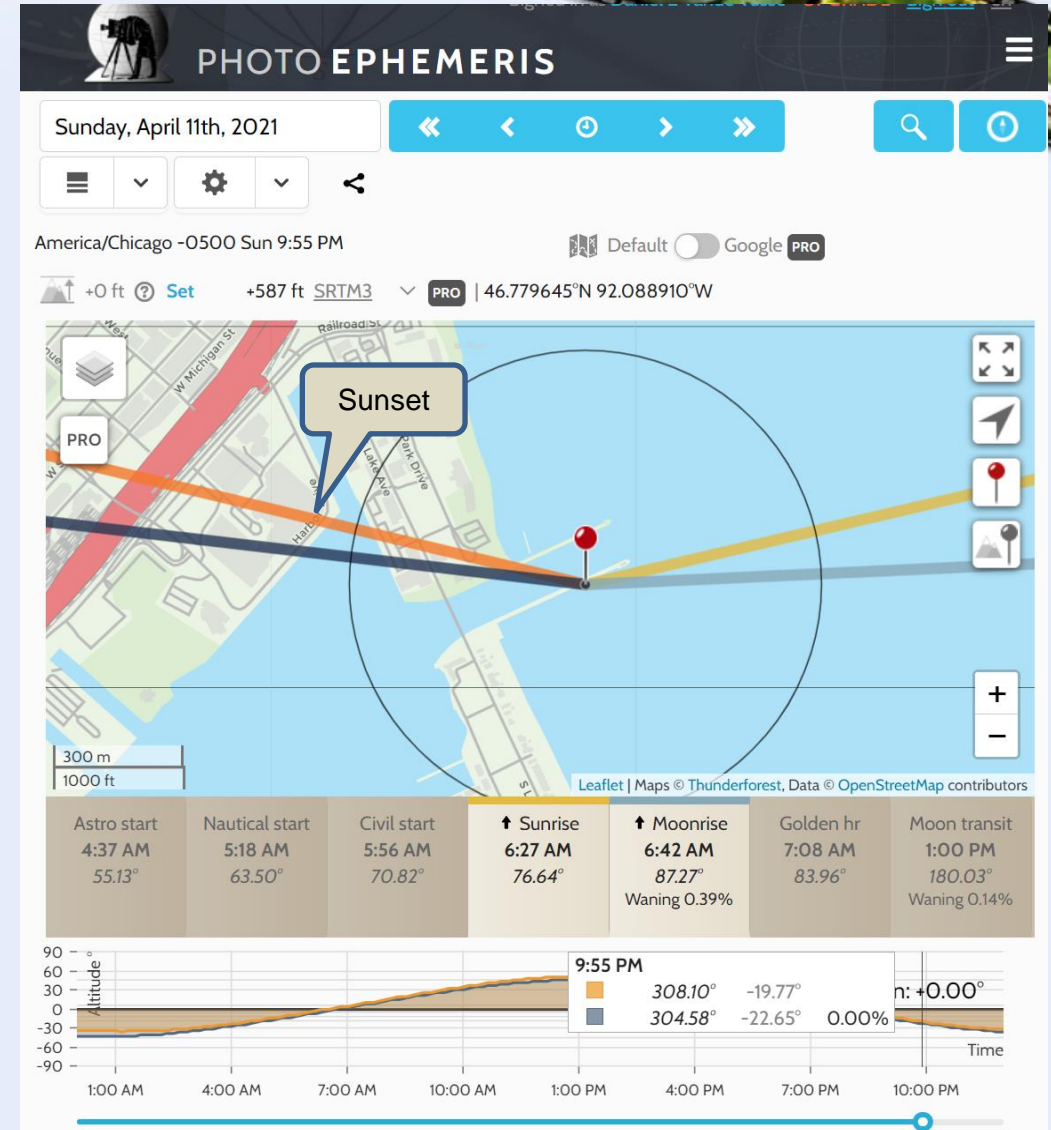 PHOTO EPHEMERIS
Sunday, April 11th, 2021
America/Chicago -0500 Sun 9:55 PM
Default Google PRO
+0 ft ? Set +587 ft SRTM3 PRO | 46.779645°N 92.088910°W
Railroad St
W Michigan St
Sunset
PRO
Lake Ave
Park Drive
300 m
1000 ft
+
−
Leaflet | Maps © Thunderforest, Data © OpenStreetMap contributors
Astro start Nautical start Civil start Sunrise Moonrise Golden hr Moon transit
4:37 AM 5:18 AM 5:56 AM 6:27 AM 6:42 AM 7:08 AM 1:00 PM
55.13° 63.50° 70.82° 76.64° 87.27° 83.96° 180.03°
Waning 0.39% Waning 0.14%
90
60
30
0
-30
-60
-90
Altitude °
9:55 PM
308.10° -19.77°
304.58° -22.65° 0.00%
n: +0.00°
Time
1:00 AM 4:00 AM 7:00 AM 10:00 AM 1:00 PM 4:00 PM 7:00 PM 10:00 PM